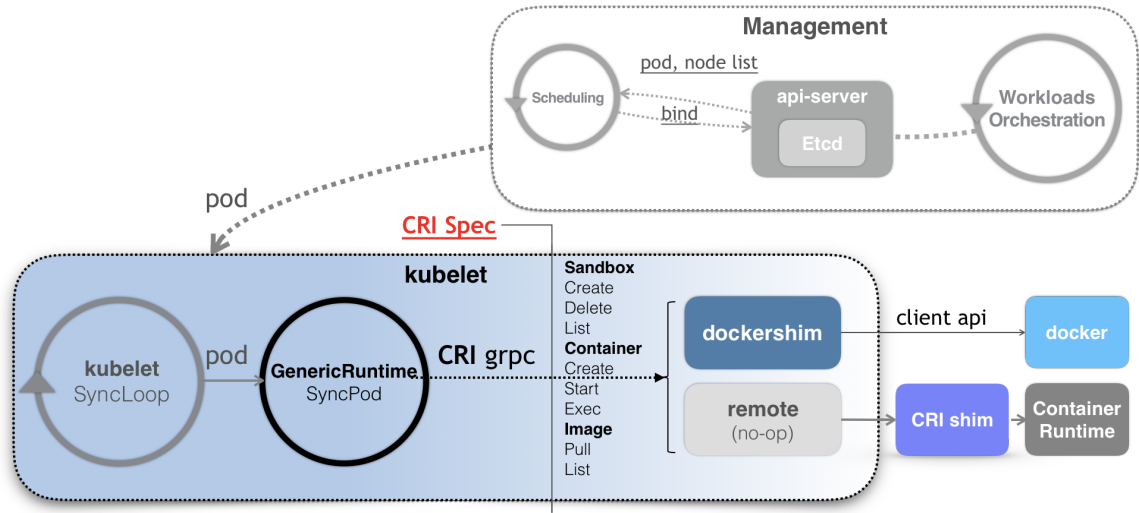 Management
Scheduling
pod, node list
bind
api-server
Etcd
Workloads
Orchestration
pod
CRI Spec
kubelet
kubelet
SyncLoop
pod
GenericRuntime
SyncPod
CRI grpc
Sandbox
Create
Delete
List
Container
Create
Start
Exec
Image
Pull
List
dockershim
client api
docker
remote
(no-op)
CRI shim
Container
Runtime